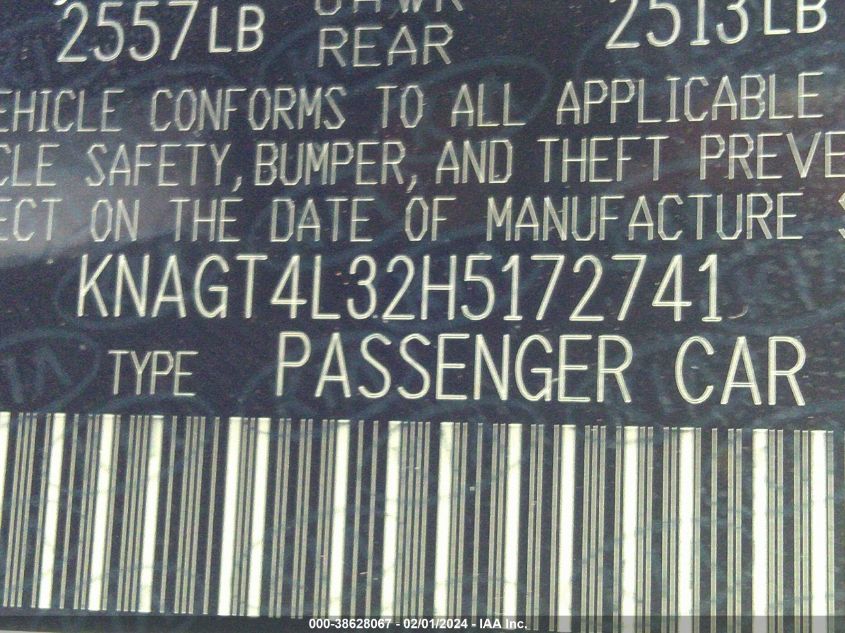 2557LB GAWR REAR 2513LB
EHICLE CONFORMS TO ALL APPLICABLE
CLE SAFETY, BUMPER, AND THEFT PREVE
ECT ON THE DATE OF MANUFACTURE S
KNAGT4L32H5172741
TYPE PASSENGER CAR
000-38628067 - 02/01/2024 - IAA Inc.